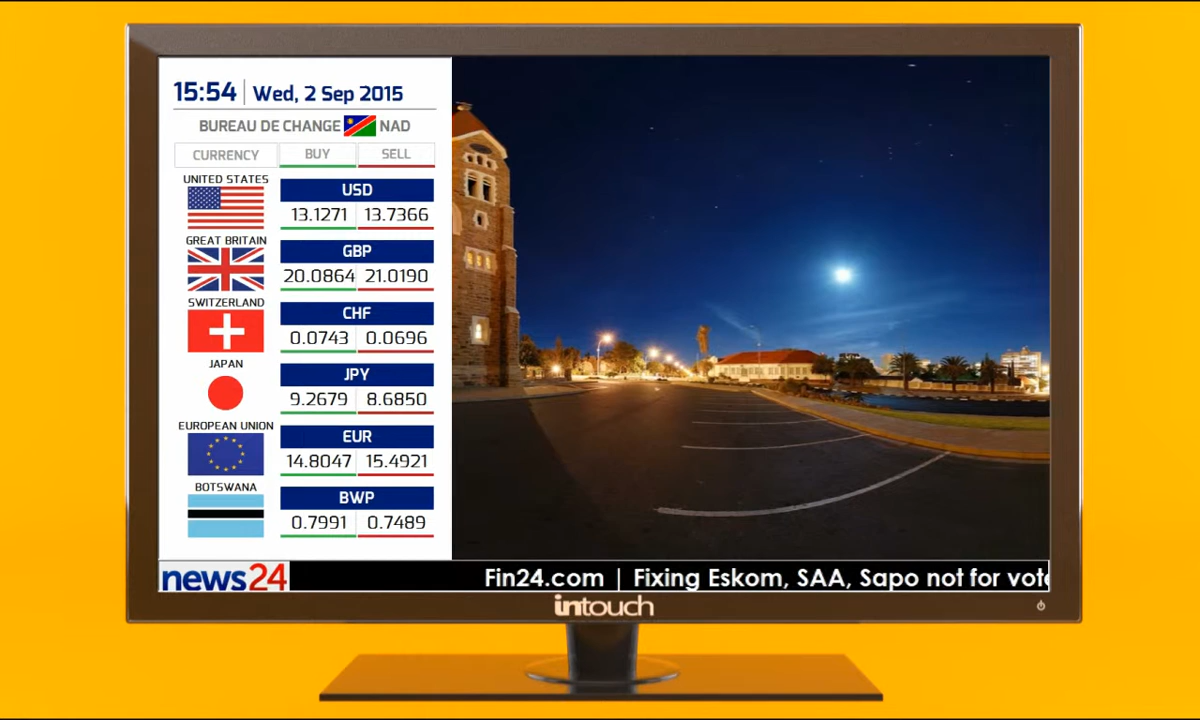 15:54 | Wed, 2 Sep 2015
BUREAU DE CHANGE NAD
CURRENCY BUY SELL
UNITED STATES
USD
13.1271 13.7366
GREAT BRITAIN
GBP
20.0864 21.0190
SWITZERLAND
CHF
0.0743 0.0696
JAPAN
JPY
9.2679 8.6850
EUROPEAN UNION
EUR
14.8047 15.4921
BOTSWANA
BWP
0.7991 0.7489
news24 Fin24.com | Fixing Eskom, SAA, Sapo not for vote
intouch